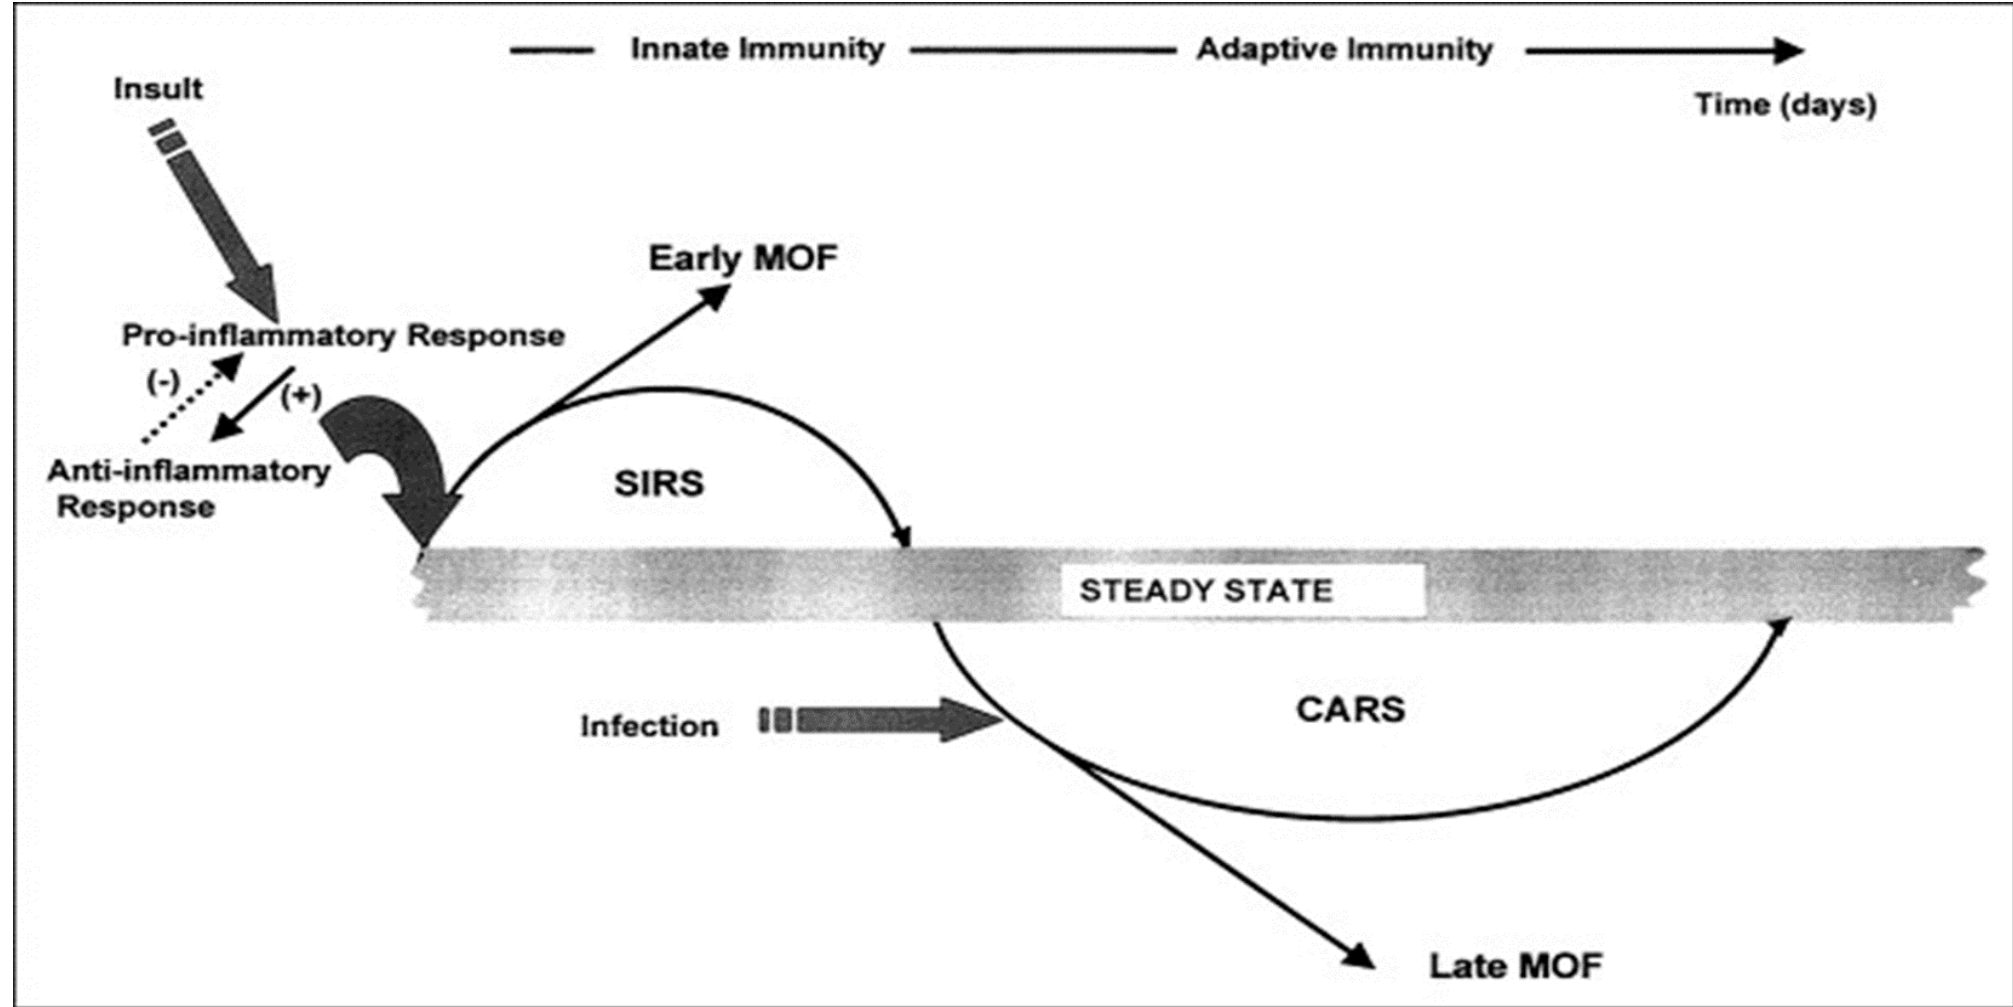 Innate Immunity
Adaptive Immunity
Time (days)
Insult
Early MOF
Pro-inflammatory Response
(-)
(+)
Anti-inflammatory
Response
SIRS
STEADY STATE
Infection
CARS
Late MOF